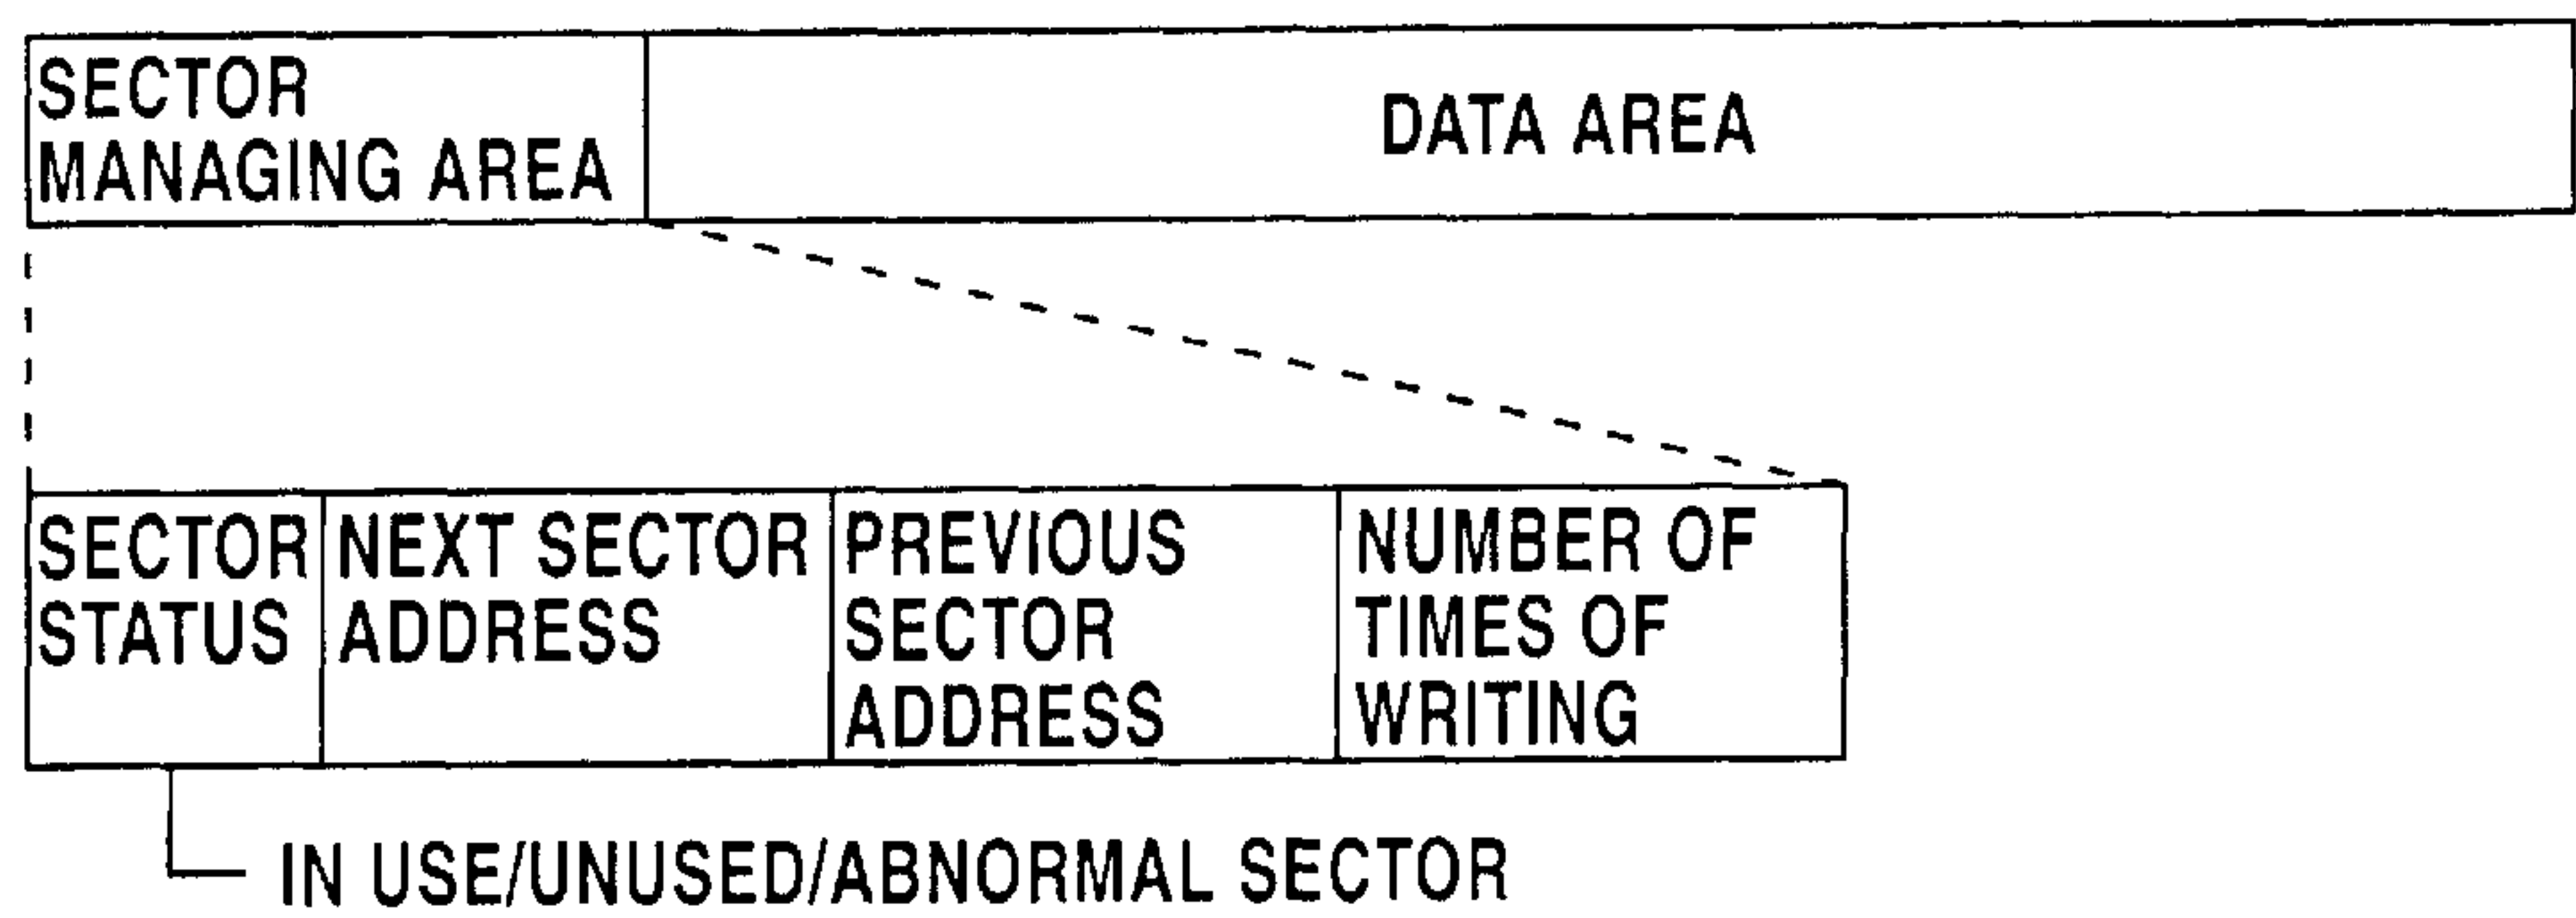 SECTOR
MANAGING AREA
DATA AREA
SECTOR
STATUS
NEXT SECTOR
ADDRESS
PREVIOUS
SECTOR
ADDRESS
NUMBER OF
TIMES OF
WRITING
IN USE/UNUSED/ABNORMAL SECTOR